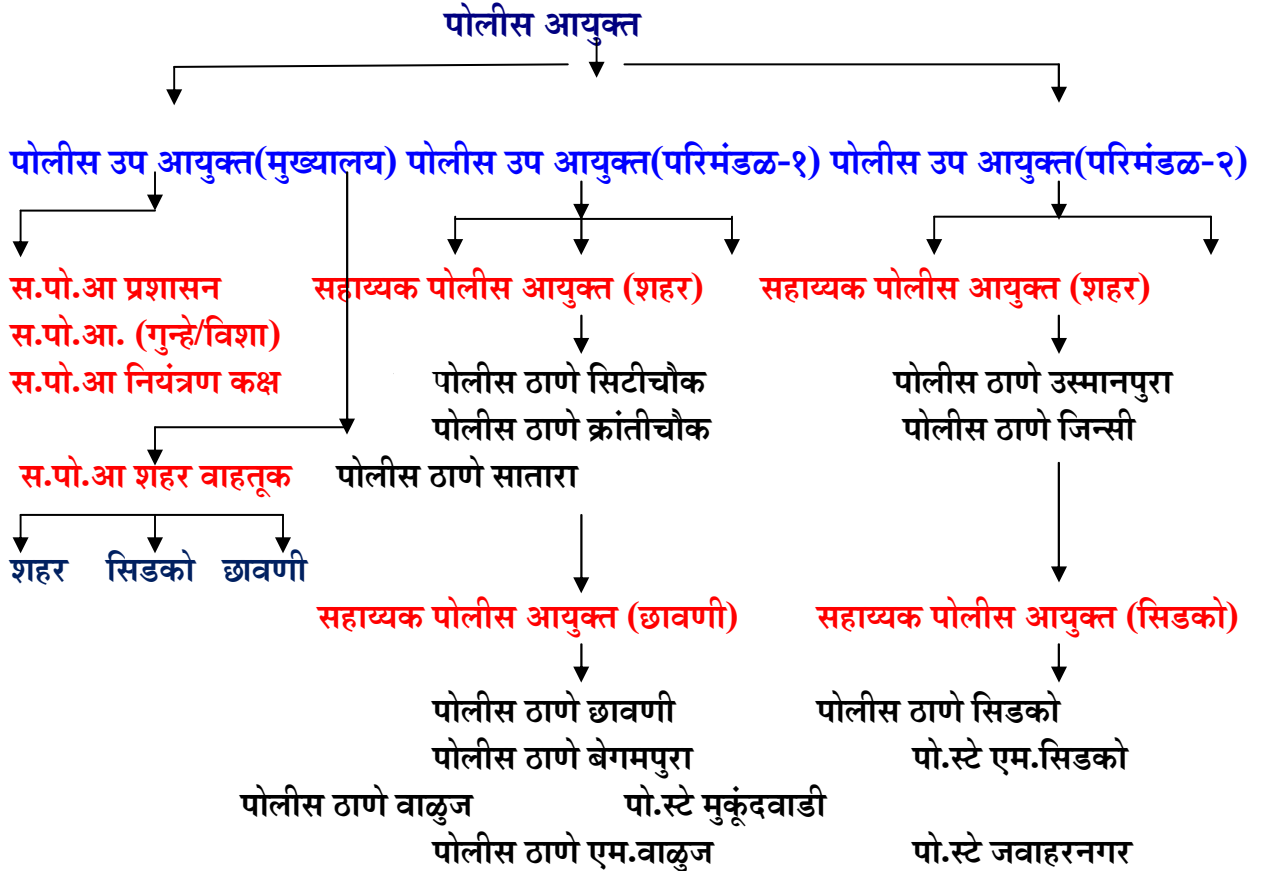 पोलीस आयुक्त
पोलीस उप आयुक्त(मुख्यालय) पोलीस उप आयुक्त(परिमंडळ-१) पोलीस उप आयुक्त(परिमंडळ-२)
स.पो.आ प्रशासन सहाय्यक पोलीस आयुक्त (शहर) सहाय्यक पोलीस आयुक्त (शहर)
स.पो.आ. (गुन्हे/विशा)
स.पो.आ नियंत्रण कक्ष पोलीस ठाणे सिटीचौक पोलीस ठाणे उस्मानपुरा
पोलीस ठाणे क्रांतीचौक पोलीस ठाणे जिन्सी
स.पो.आ शहर वाहतूक पोलीस ठाणे सातारा
शहर सिडको छावणी
सहाय्यक पोलीस आयुक्त (छावणी) सहाय्यक पोलीस आयुक्त (सिडको)
पोलीस ठाणे छावणी पोलीस ठाणे सिडको
पोलीस ठाणे बेगमपुरा पो.स्टे एम.सिडको
पोलीस ठाणे वाळुज पो.स्टे मुकूंदवाडी
पोलीस ठाणे एम.वाळुज पो.स्टे जवाहरनगर